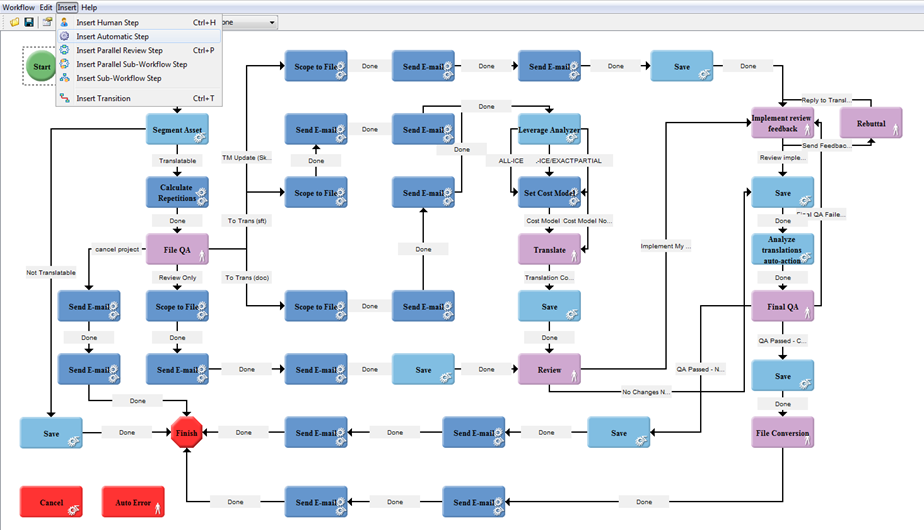 Workflow Edit Insert Help
Insert Human Step Ctrl+H
Insert Automatic Step
Insert Parallel Review Step Ctrl+P
Insert Parallel Sub-Workflow Step
Insert Sub-Workflow Step
Insert Transition Ctrl+T
Start
Scope to File
Done
Send E-mail
Done
Send E-mail
Done
Save
Done
Reply to Transl...
Segment Asset
Send E-mail
Done
Send E-mail
Done
Leverage Analyzer
Implement review
feedback
Rebuttal
Send Feedbac...
Done
Translatable
TM Update (Sk...
Done
ALL-ICE
.-ICE/EXACT
PARTIAL
Review imple...
Calculate
Repetitions
Scope to File
Send E-mail
Set Cost Model
Save
Done
To Trans (sft)
Cost Model
Cost Model No...
Done
Final QA Faile...
cancel project
File QA
Done
Translate
Implement My ...
Analyze
translations
auto-action
Not Translatable
Review Only
To Trans (doc)
Translation Co...
Done
Send E-mail
Scope to File
Scope to File
Done
Send E-mail
Save
Final QA
Done
Done
Done
QA Passed - C...
Send E-mail
Send E-mail
Done
Send E-mail
Save
Done
Review
QA Passed - N...
Save
No Changes N...
Done
Done
Save
Done
Finish
Done
Send E-mail
Done
Send E-mail
Done
Save
File Conversion
Cancel
Auto Error
Done
Send E-mail
Done
Send E-mail
Done